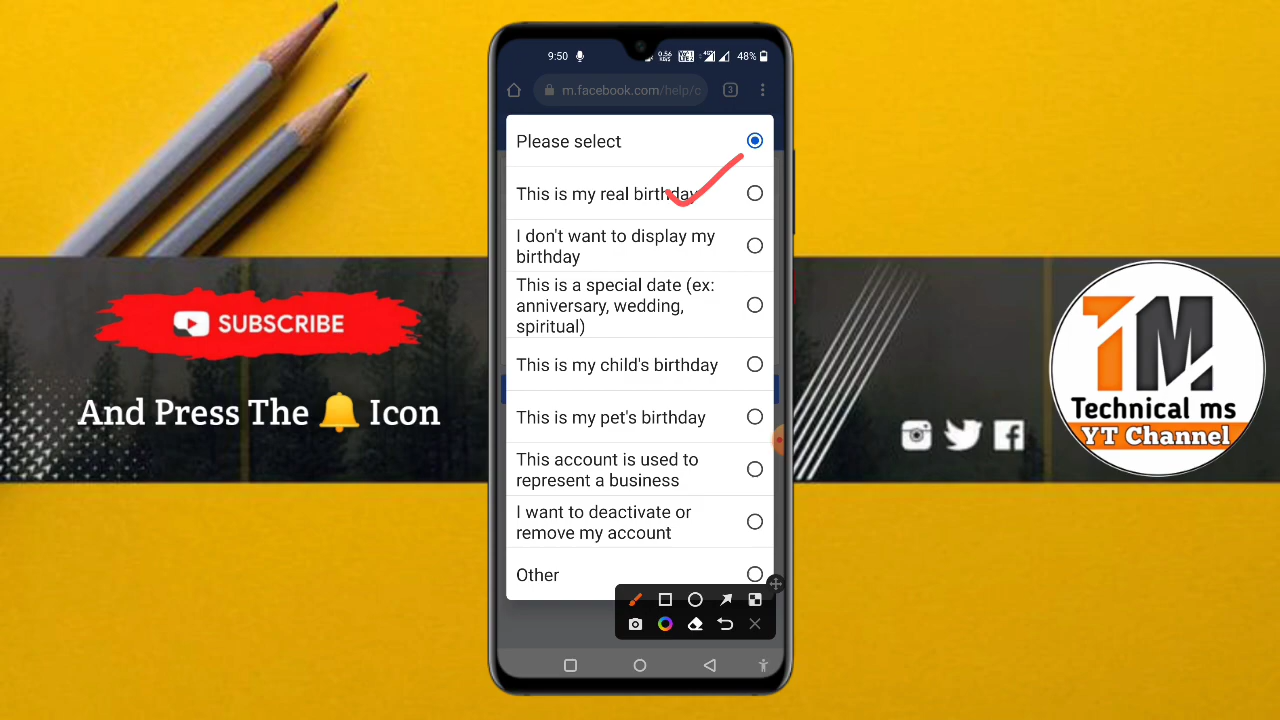 9:50
48%
m.facebook.com/help/c
3
Please select
This is my real birthday
I don't want to display my
birthday
This is a special date (ex:
anniversary, wedding,
spiritual)
This is my child's birthday
This is my pet's birthday
This account is used to
represent a business
I want to deactivate or
remove my account
Other
SUBSCRIBE
And Press The
Icon
TM
Technical ms
YT Channel